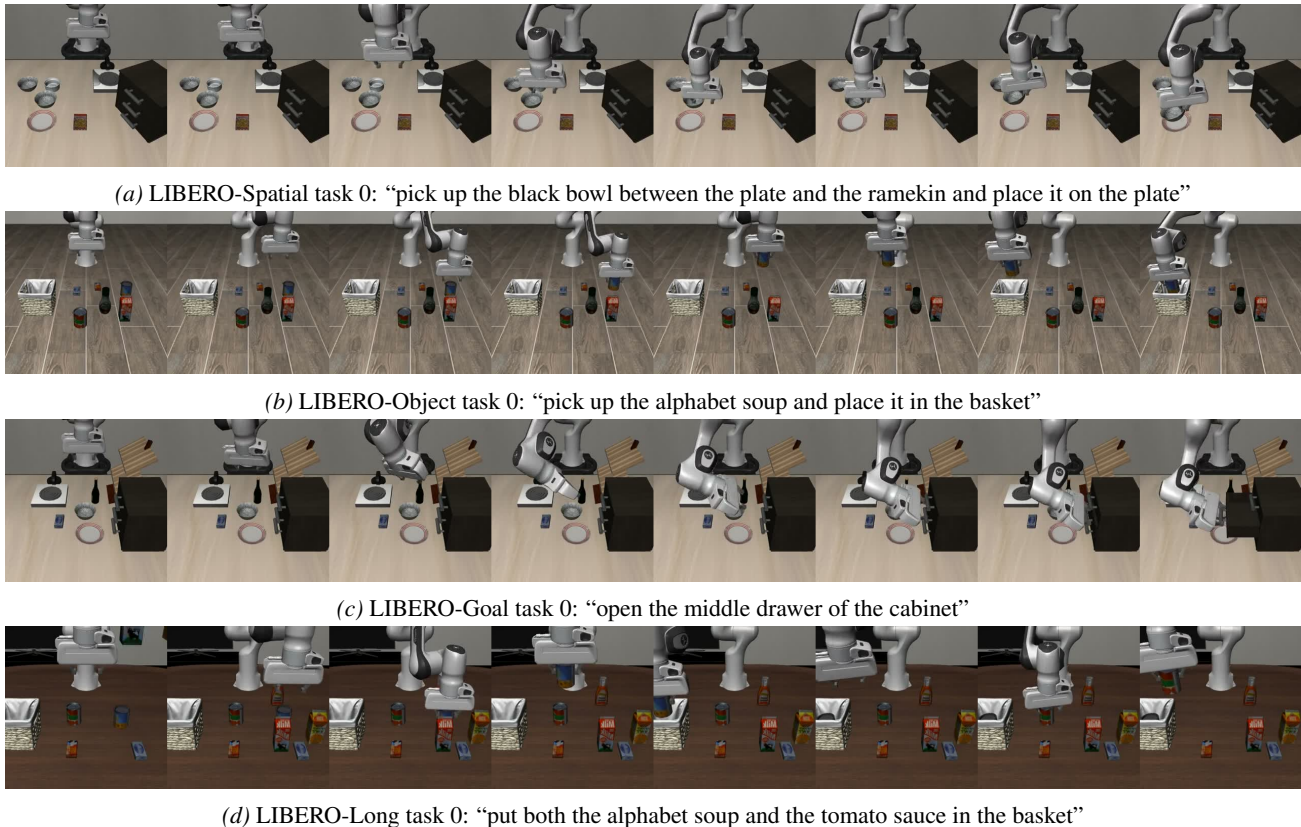 (a) LIBERO-Spatial task 0: “pick up the black bowl between the plate and the ramekin and place it on the plate”
(b) LIBERO-Object task 0: “pick up the alphabet soup and place it in the basket”
(c) LIBERO-Goal task 0: “open the middle drawer of the cabinet”
(d) LIBERO-Long task 0: “put both the alphabet soup and the tomato sauce in the basket”